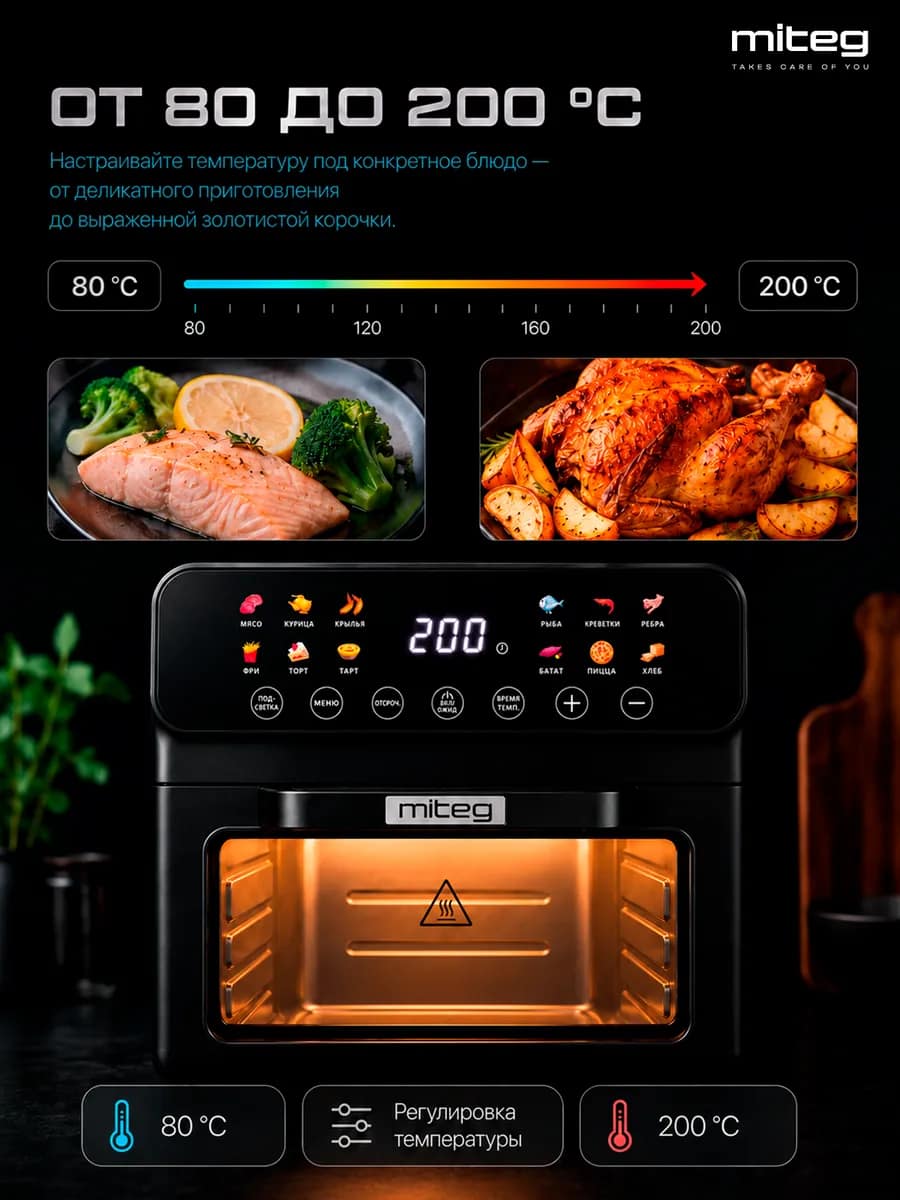 miteg
TAKES CARE OF YOU
ОТ 80 ДО 200 °C
Настраивайте температуру под конкретное блюдо —
от деликатного приготовления
до выраженной золотистой корочки.
80 °C
200 °C
80 120 160 200
МЯСО КУРИЦА КРЫЛЬЯ
200
РЫБА КРЕВЕТКИ РЕБРА
ФРИ ТОРТ ТАРТ
БАТАТ ПИЦЦА ХЛЕБ
ПОД-
СВЕТКА
МЕНЮ
ОТСРОЧ.
ВКЛ/
ОЖИД
ВРЕМЯ
ТЕМП.
+
−
miteg
80 °C
Регулировка
температуры
200 °C